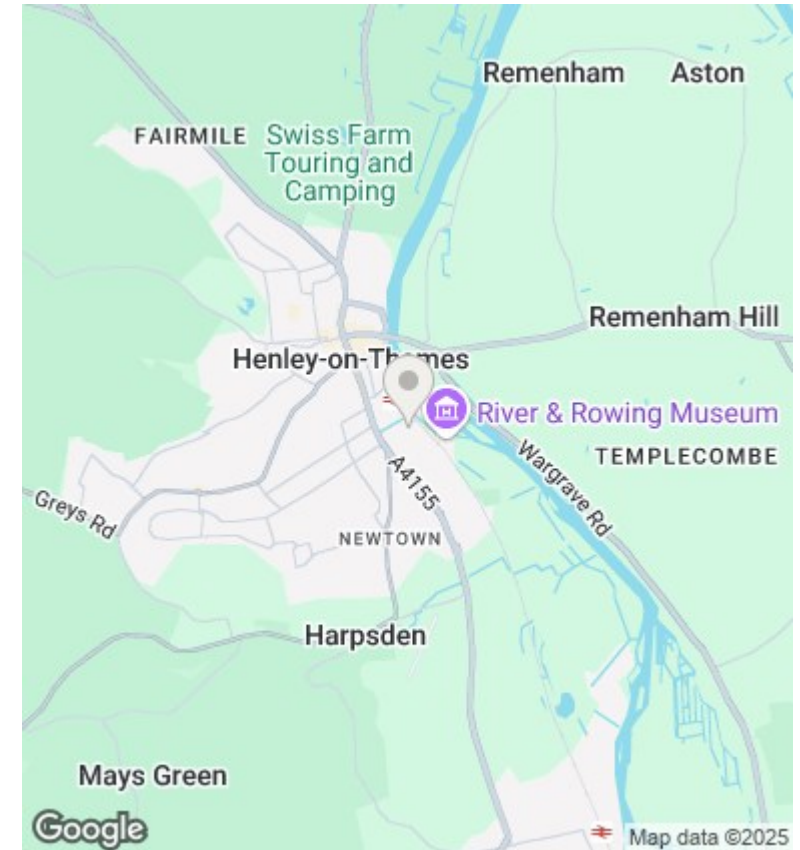 Remenham
Aston
FAIRMILE
Swiss Farm
Touring and
Camping
Remenham Hill
Henley-on-Thames
River & Rowing Museum
TEMPLECOMBE
Wargrave Rd
A4155
Greys Rd
NEWTOWN
Harpsden
Mays Green
Google
Map data ©2025